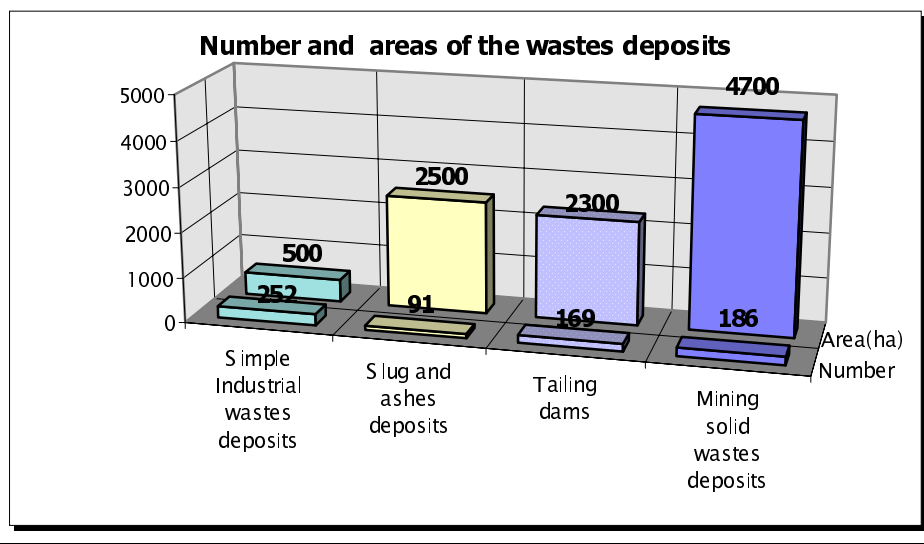 Number and areas of the wastes deposits
5000
4000
3000
2000
1000
0
500
2500
2300
4700
252
91
169
186
Area(ha)
Number
Simple
Industrial
wastes
deposits
Slug and
ashes
deposits
Tailing
dams
Mining
solid
wastes
deposits